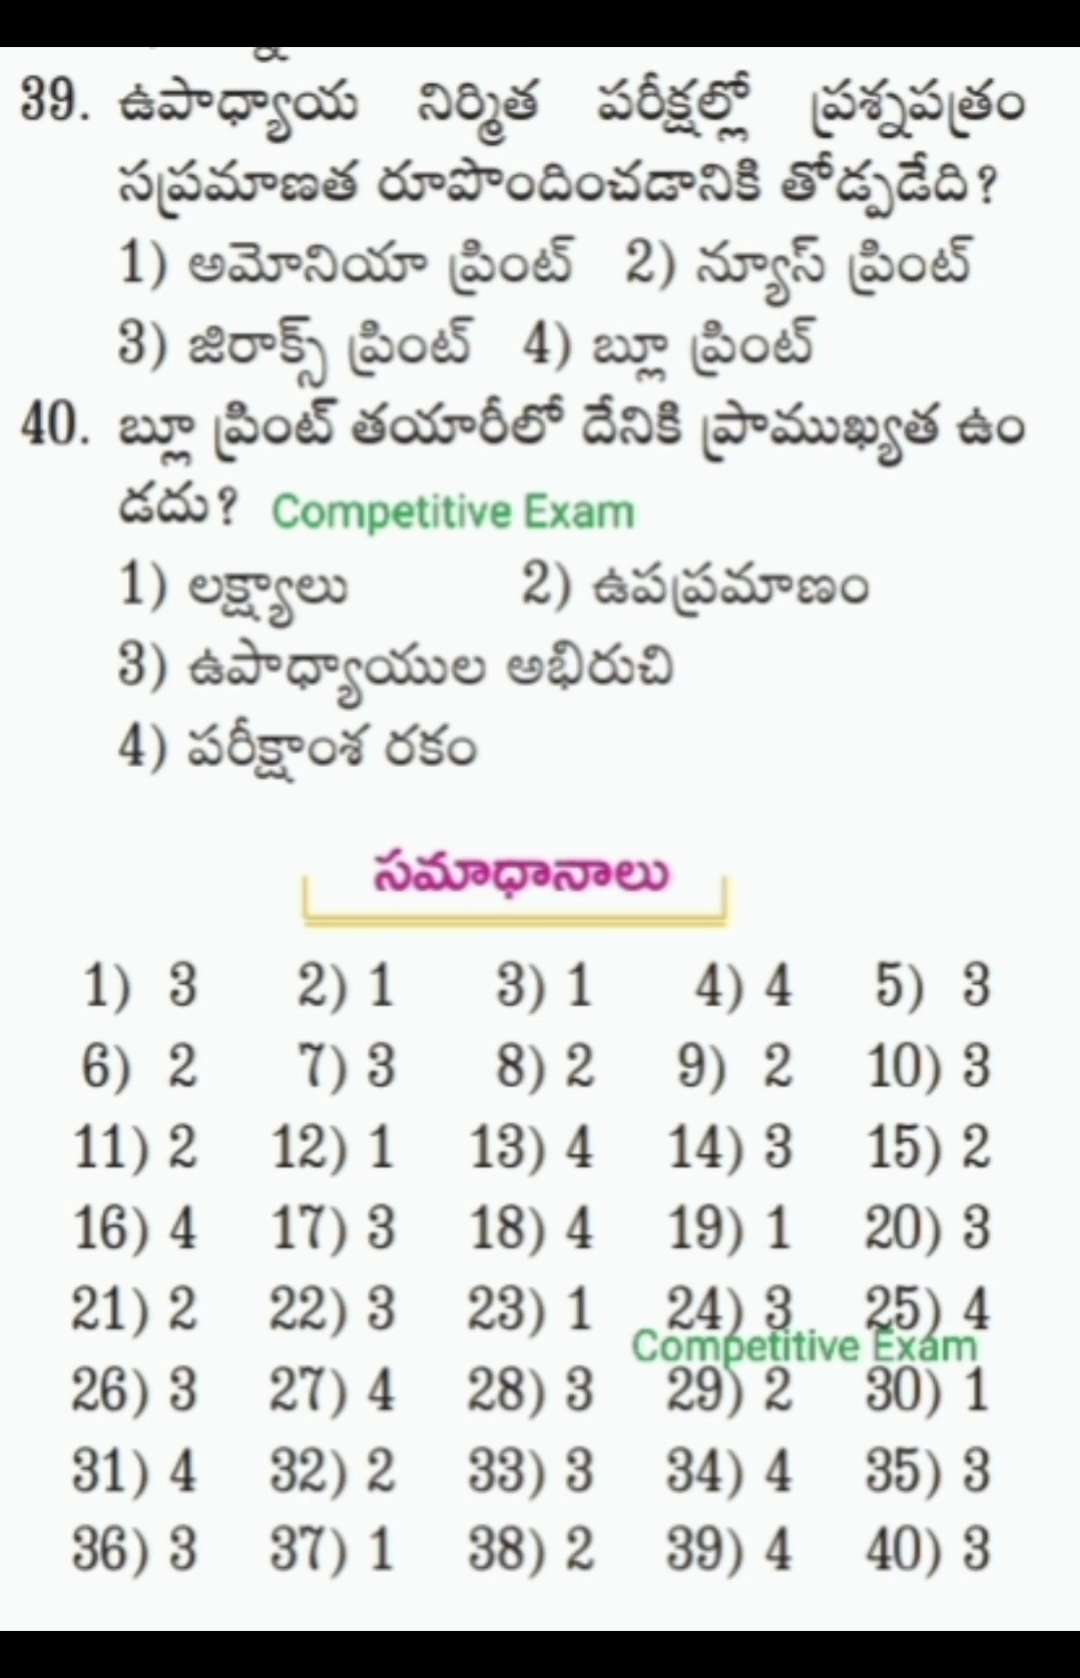 39. ఉపాధ్యాయ నిర్మిత పరీక్షల్లో ప్రశ్నపత్రం
సప్రమాణత రూపొందించడానికి తోడ్పడేది?
1) అమోనియా ప్రింట్ 2) న్యూస్ ప్రింట్
3) జిరాక్స్ ప్రింట్ 4) బ్లూ ప్రింట్
40. బ్లూ ప్రింట్ తయారీలో దేనికి ప్రాముఖ్యత ఉం
డదు? Competitive Exam
1) లక్ష్యాలు 2) ఉపప్రమాణం
3) ఉపాధ్యాయుల అభిరుచి
4) పరీక్షాంశ రకం
సమాధానాలు
1) 3 2) 1 3) 1 4) 4 5) 3
6) 2 7) 3 8) 2 9) 2 10) 3
11) 2 12) 1 13) 4 14) 3 15) 2
16) 4 17) 3 18) 4 19) 1 20) 3
21) 2 22) 3 23) 1 24) 3 25) 4
Competitive Exam
26) 3 27) 4 28) 3 29) 2 30) 1
31) 4 32) 2 33) 3 34) 4 35) 3
36) 3 37) 1 38) 2 39) 4 40) 3